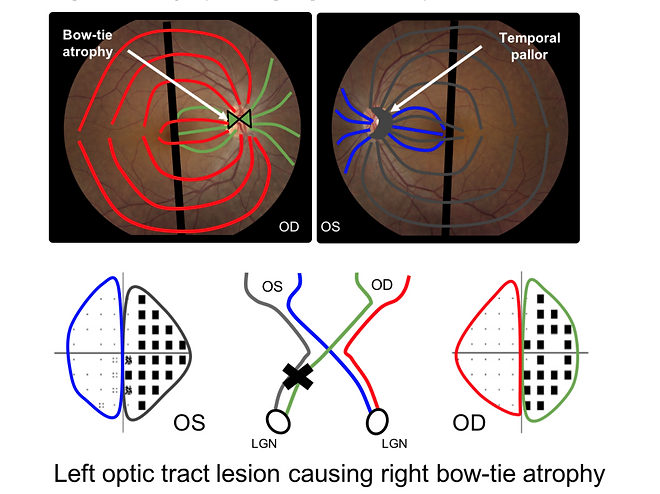 Bow-tie
atrophy
Temporal
pallor
OD
OS
OS
OD
OS
OD
LGN
LGN
Left optic tract lesion causing right bow-tie atrophy